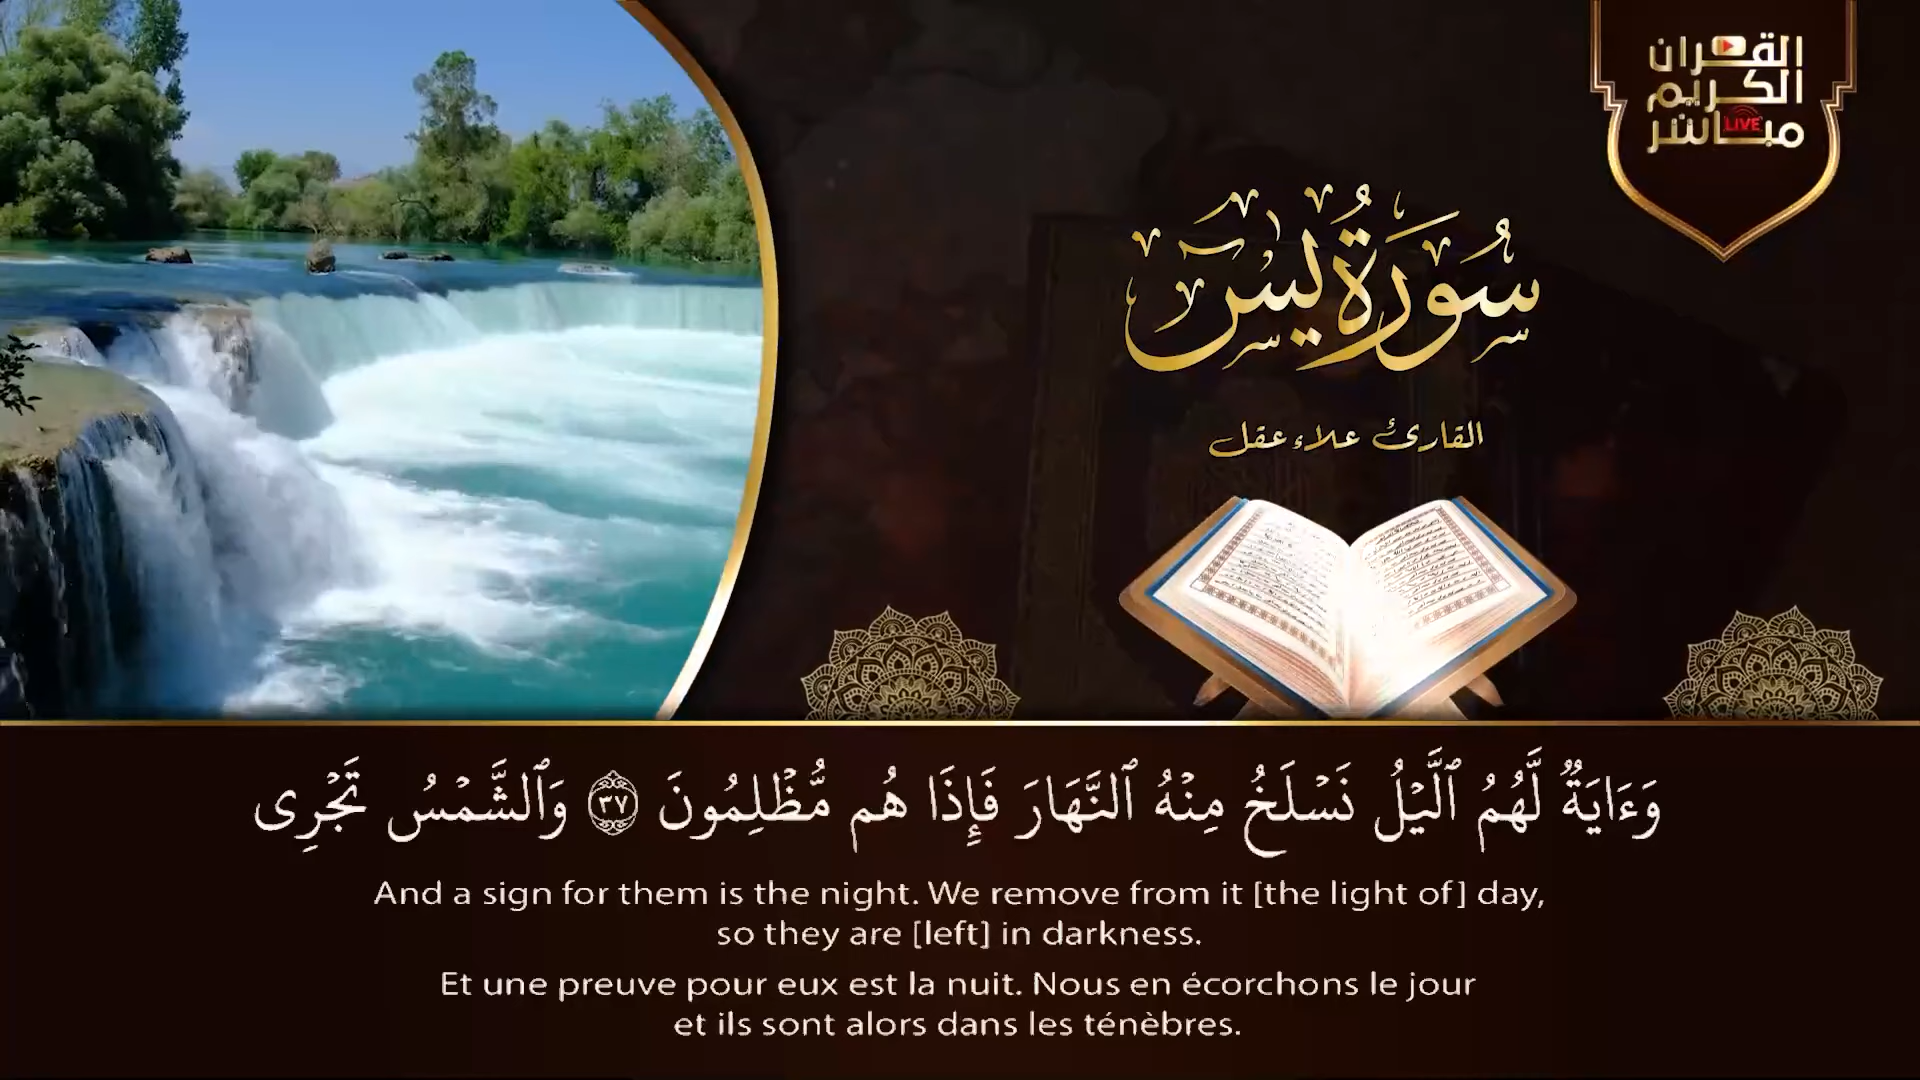 القران
الكريم
مباشر
LIVE
سُورَةُ يسٓ
القارئ علاء عقل
وَءَايَةٌ لَّهُمُ ٱلَّيْلُ نَسْلَخُ مِنْهُ ٱلنَّهَارَ فَإِذَا هُم مُّظْلِمُونَ ٣٧ وَٱلشَّمْسُ تَجْرِى
And a sign for them is the night. We remove from it [the light of] day,
so they are [left] in darkness.
Et une preuve pour eux est la nuit. Nous en écorchons le jour
et ils sont alors dans les ténèbres.